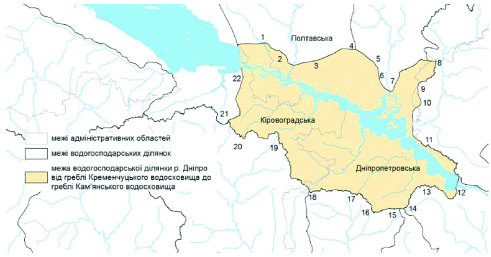 1
Полтавська
4
2
3
5
8
6
7
9
22
10
21
Кіровоградська
11
20
19
Дніпропетровська
18
17
16
15
14
13
12
межі адміністративних областей
межі водогосподарських ділянок
межа водогосподарської ділянки р. Дніпро
від греблі Кременчуцького водосховища до
греблі Кам'янського водосховища